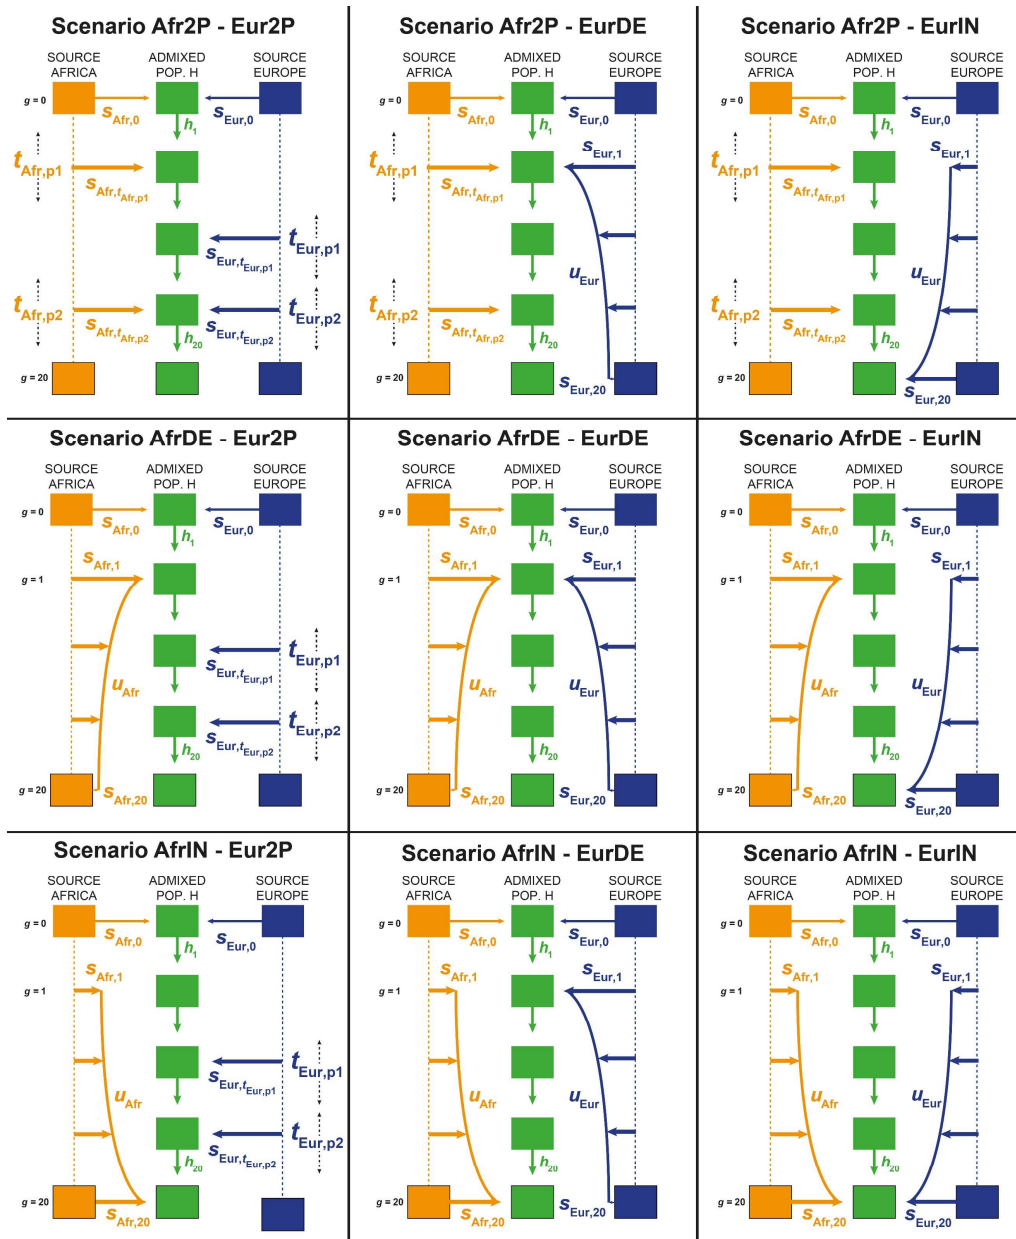 Scenario Afr2P - Eur2P
SOURCE AFRICA
ADMIXED POP. H
SOURCE EUROPE
g = 0
sAfr,0
sEur,0
h1
tAfr,p1
sAfr,tAfr,p1
tEur,p1
sEur,tEur,p1
tAfr,p2
sAfr,tAfr,p2
tEur,p2
sEur,tEur,p2
h20
g = 20
Scenario Afr2P - EurDE
SOURCE AFRICA
ADMIXED POP. H
SOURCE EUROPE
g = 0
sAfr,0
sEur,0
h1
sEur,1
tAfr,p1
sAfr,tAfr,p1
uEur
tAfr,p2
sAfr,tAfr,p2
h20
g = 20
sEur,20
Scenario Afr2P - EurIN
SOURCE AFRICA
ADMIXED POP. H
SOURCE EUROPE
g = 0
sAfr,0
sEur,0
h1
sEur,1
tAfr,p1
sAfr,tAfr,p1
uEur
tAfr,p2
sAfr,tAfr,p2
h20
g = 20
sEur,20
Scenario AfrDE - Eur2P
SOURCE AFRICA
ADMIXED POP. H
SOURCE EUROPE
g = 0
sAfr,0
sEur,0
h1
sAfr,1
g = 1
tEur,p1
sEur,tEur,p1
uAfr
tEur,p2
sEur,tEur,p2
h20
g = 20
sAfr,20
Scenario AfrDE - EurDE
SOURCE AFRICA
ADMIXED POP. H
SOURCE EUROPE
g = 0
sAfr,0
sEur,0
h1
sAfr,1
sEur,1
g = 1
uAfr
uEur
h20
g = 20
sAfr,20
sEur,20
Scenario AfrDE - EurIN
SOURCE AFRICA
ADMIXED POP. H
SOURCE EUROPE
g = 0
sAfr,0
sEur,0
h1
sAfr,1
sEur,1
g = 1
uAfr
uEur
h20
g = 20
sAfr,20
sEur,20
Scenario AfrIN - Eur2P
SOURCE AFRICA
ADMIXED POP. H
SOURCE EUROPE
g = 0
sAfr,0
sEur,0
h1
sAfr,1
g = 1
tEur,p1
sEur,tEur,p1
uAfr
tEur,p2
sEur,tEur,p2
h20
g = 20
sAfr,20
Scenario AfrIN - EurDE
SOURCE AFRICA
ADMIXED POP. H
SOURCE EUROPE
g = 0
sAfr,0
sEur,0
h1
sAfr,1
sEur,1
g = 1
uAfr
uEur
h20
g = 20
sAfr,20
sEur,20
Scenario AfrIN - EurIN
SOURCE AFRICA
ADMIXED POP. H
SOURCE EUROPE
g = 0
sAfr,0
sEur,0
h1
sAfr,1
sEur,1
g = 1
uAfr
uEur
h20
g = 20
sAfr,20
sEur,20